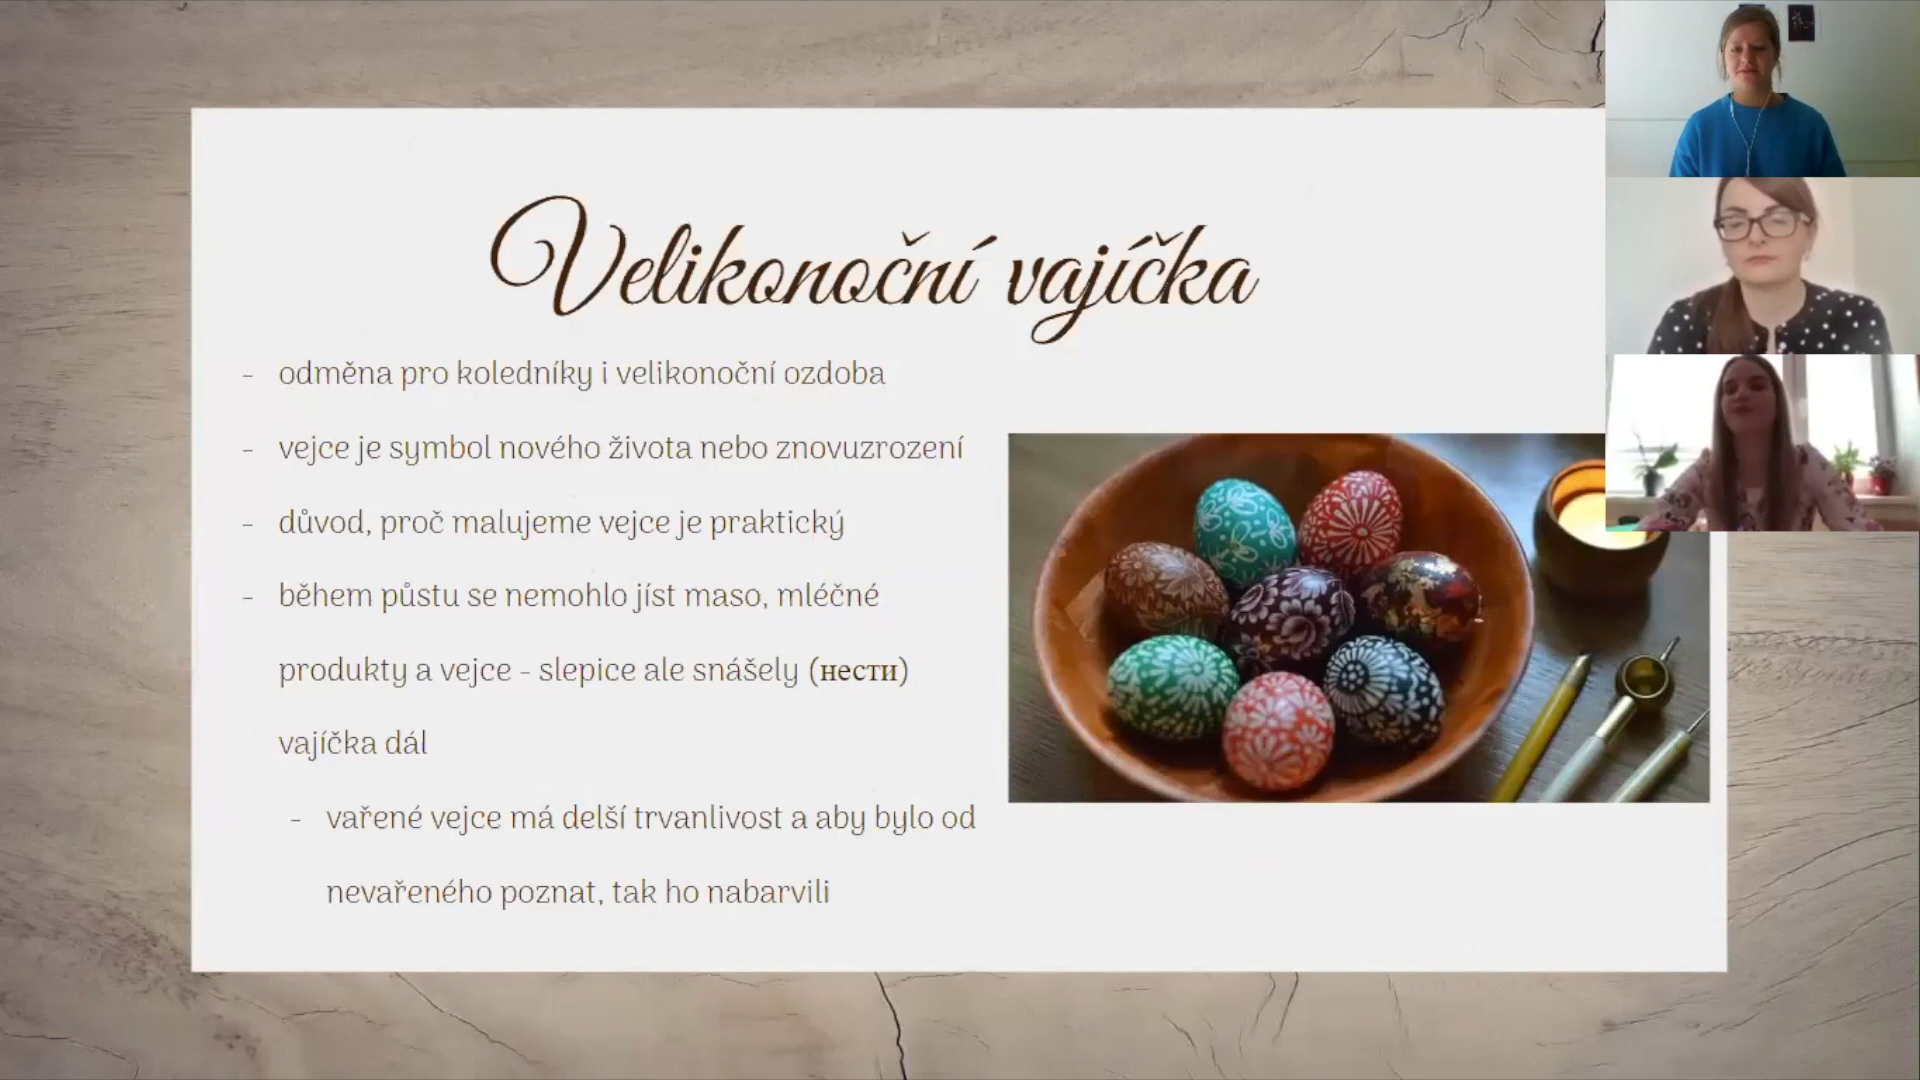 Velikonoční vajíčka
- odměna pro koledníky i velikonoční ozdoba
- vejce je symbol nového života nebo znovuzrození
- důvod, proč malujeme vejce je praktický
- během půstu se nemohlo jíst maso, mléčné
produkty a vejce - slepice ale snášely (нести)
vajíčka dál
- vařené vejce má delší trvanlivost a aby bylo od
nevařeného poznat, tak ho nabarvili